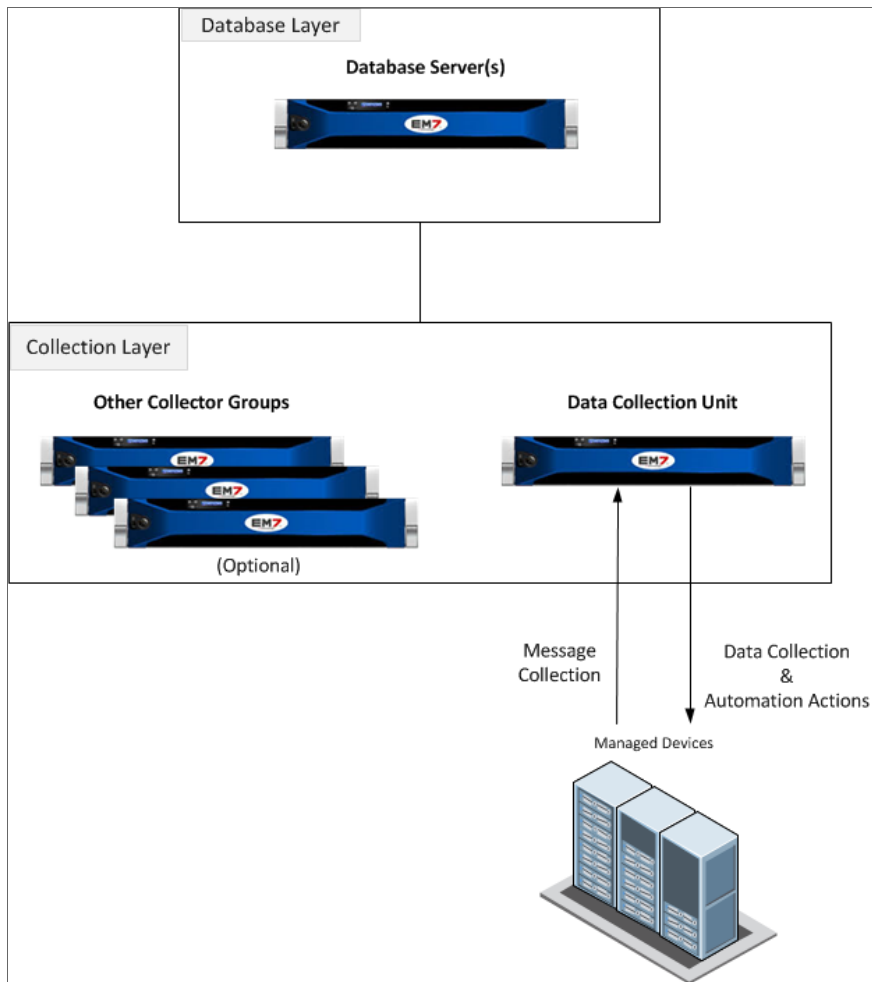 Database Layer
Database Server(s)
EM7
Collection Layer
Other Collector Groups
Data Collection Unit
EM7
EM7
EM7
EM7
(Optional)
Message
Collection
Data Collection
&
Automation Actions
Managed Devices